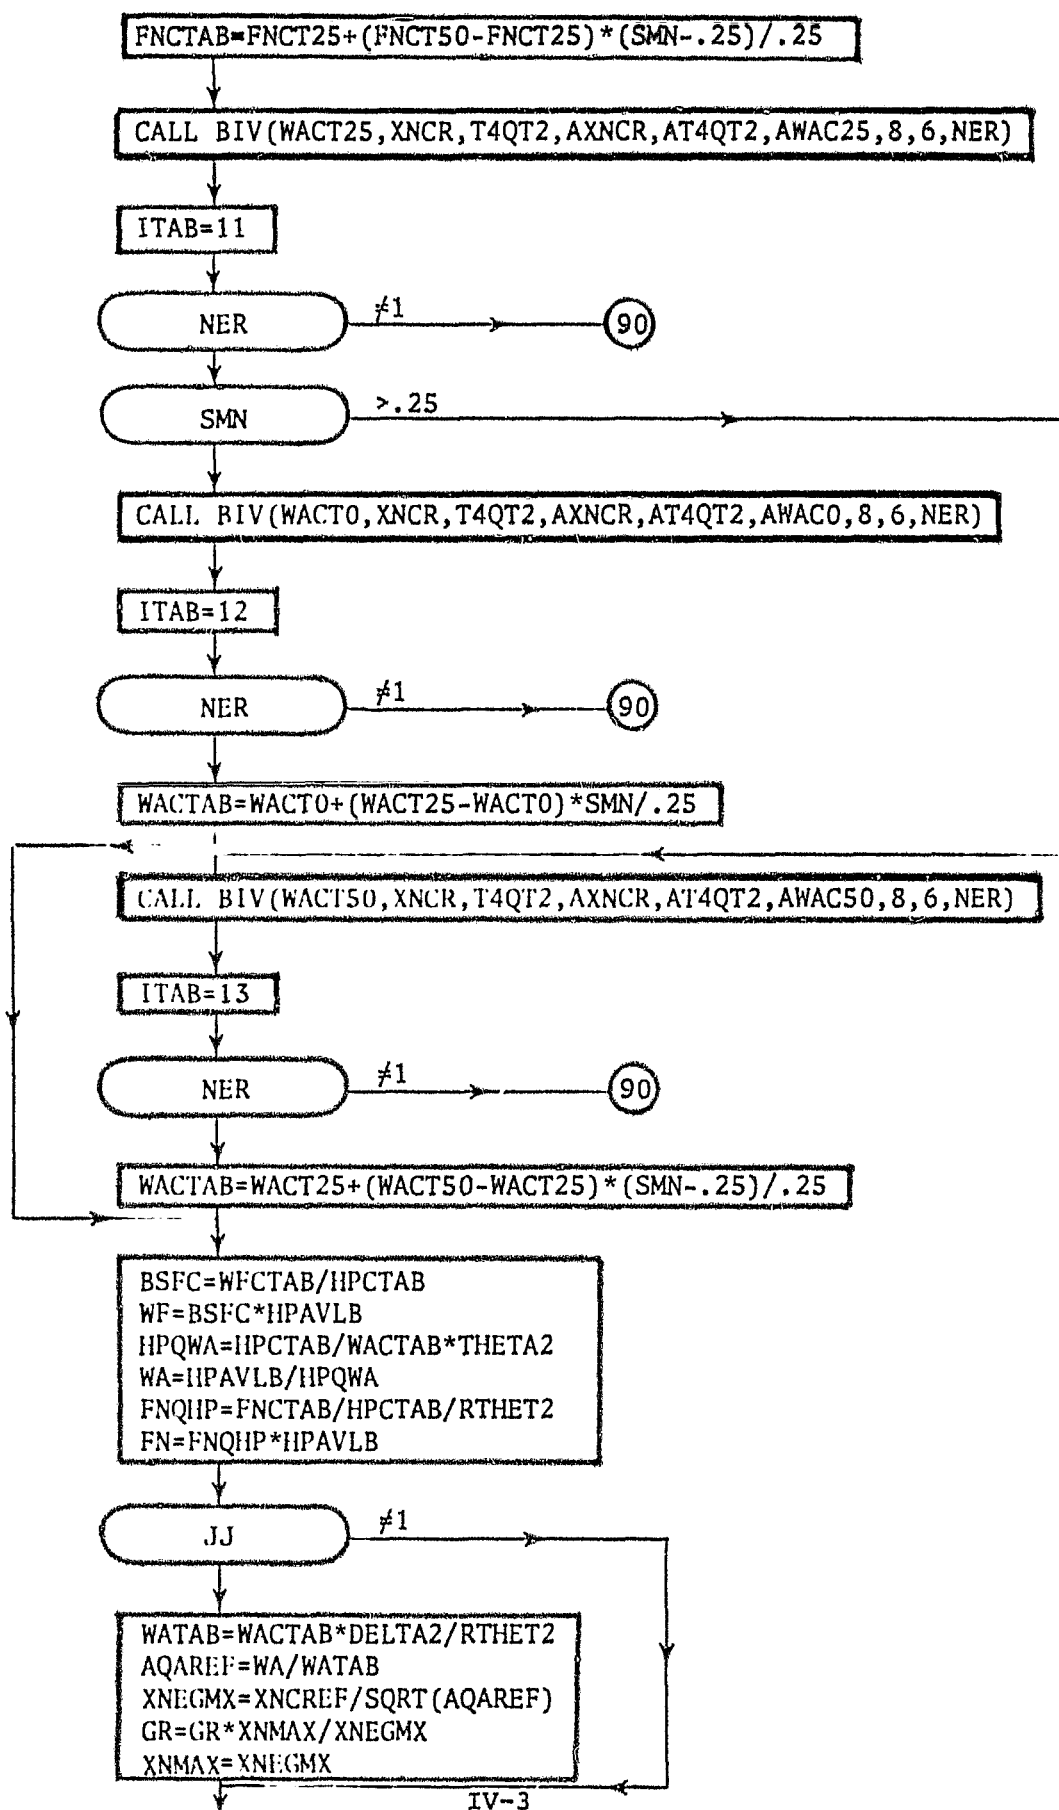 FNCTAB=FNCT25+(FNCT50-FNCT25)*(SMN-.25)/.25
CALL BIV(WACT25,XNCR,T4QT2,AXNCR,AT4QT2,AWAC25,8,6,NER)
ITAB=11
NER
≠1
90
SMN
>.25
CALL BIV(WACT0,XNCR,T4QT2,AXNCR,AT4QT2,AWAC0,8,6,NER)
ITAB=12
NER
≠1
90
WACTAB=WACT0+(WACT25-WACT0)*SMN/.25
CALL BIV(WACT50,XNCR,T4QT2,AXNCR,AT4QT2,AWAC50,8,6,NER)
ITAB=13
NER
≠1
90
WACTAB=WACT25+(WACT50-WACT25)*(SMN-.25)/.25
BSFC=WFCTAB/HPCTAB
WF=BSFC*HPAVLB
HPQWA=HPCTAB/WACTAB*THETA2
WA=HPAVLB/HPQWA
FNQHP=FNCTAB/HPCTAB/RTHET2
FN=FNQHP*HPAVLB
JJ
≠1
WATAB=WACTAB*DELTA2/RTHET2
AQAREF=WA/WATAB
XNEGMX=XNCREF/SQRT(AQAREF)
GR=GR*XNMAX/XNEGMX
XNMAX=XNEGMX
IV-3